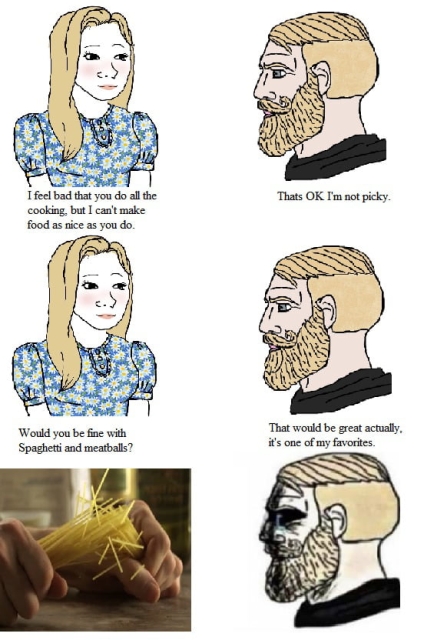 I feel bad that you do all the
cooking, but I can't make
food as nice as you do.
Thats OK I'm not picky.
Would you be fine with
Spaghetti and meatballs?
That would be great actually,
it's one of my favorites.